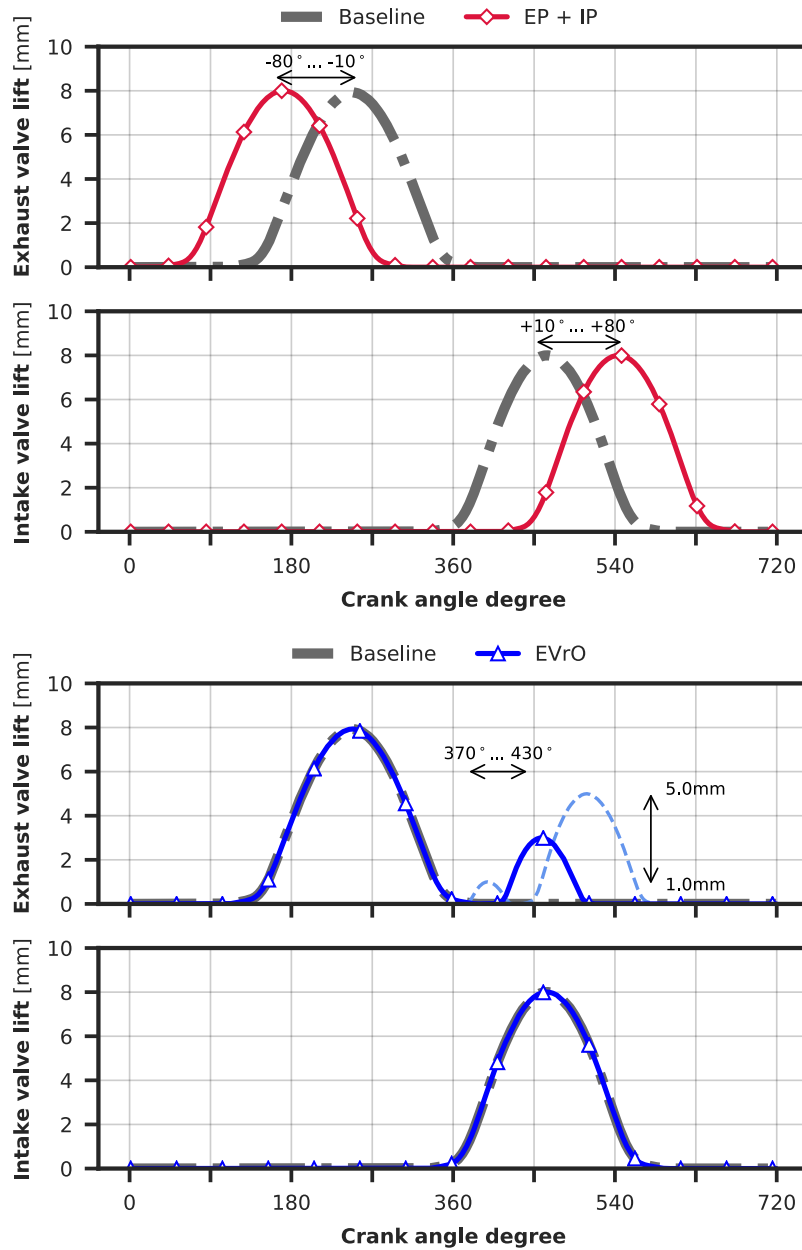 Baseline EP + IP
Exhaust valve lift [mm]
10
8
6
4
2
0
-80° ... -10°
Intake valve lift [mm]
10
8
6
4
2
0
+10° ... +80°
0 180 360 540 720
Crank angle degree
Baseline EVrO
Exhaust valve lift [mm]
10
8
6
4
2
0
370° ... 430°
5.0mm
1.0mm
Intake valve lift [mm]
10
8
6
4
2
0
0 180 360 540 720
Crank angle degree